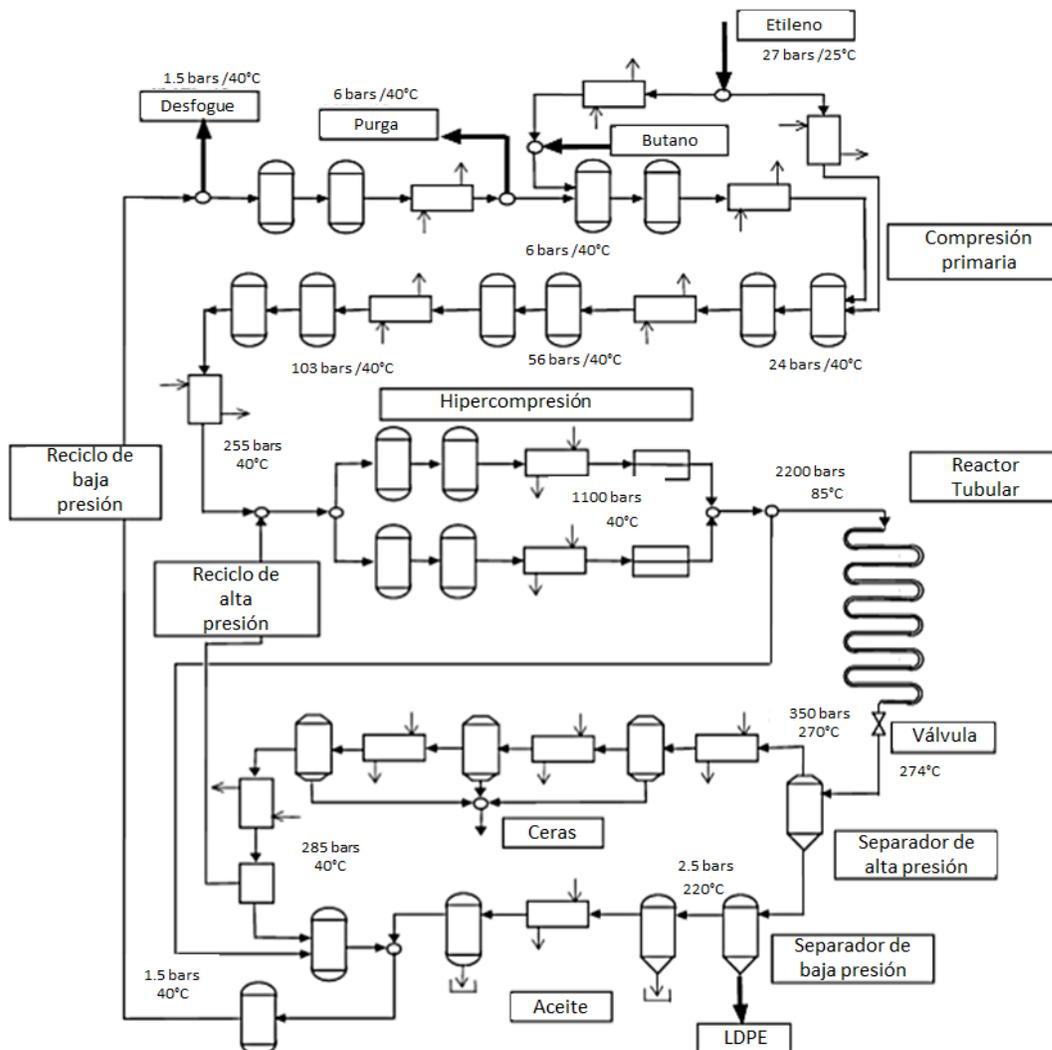 Etileno
27 bars/25°C
1.5 bars /40°C
Desfogue
6 bars /40°C
Purga
Butano
6 bars /40°C
Compresión
primaria
103 bars /40°C
56 bars /40°C
24 bars /40°C
Hipercompresión
255 bars
40°C
Reciclo de
baja
presión
1100 bars
40°C
2200 bars
85°C
Reactor
Tubular
Reciclo de
alta
presión
350 bars
270°C
Válvula
274°C
Ceras
285 bars
40°C
Separador de
alta presión
2.5 bars
220°C
Separador de
baja presión
1.5 bars
40°C
Aceite
LDPE